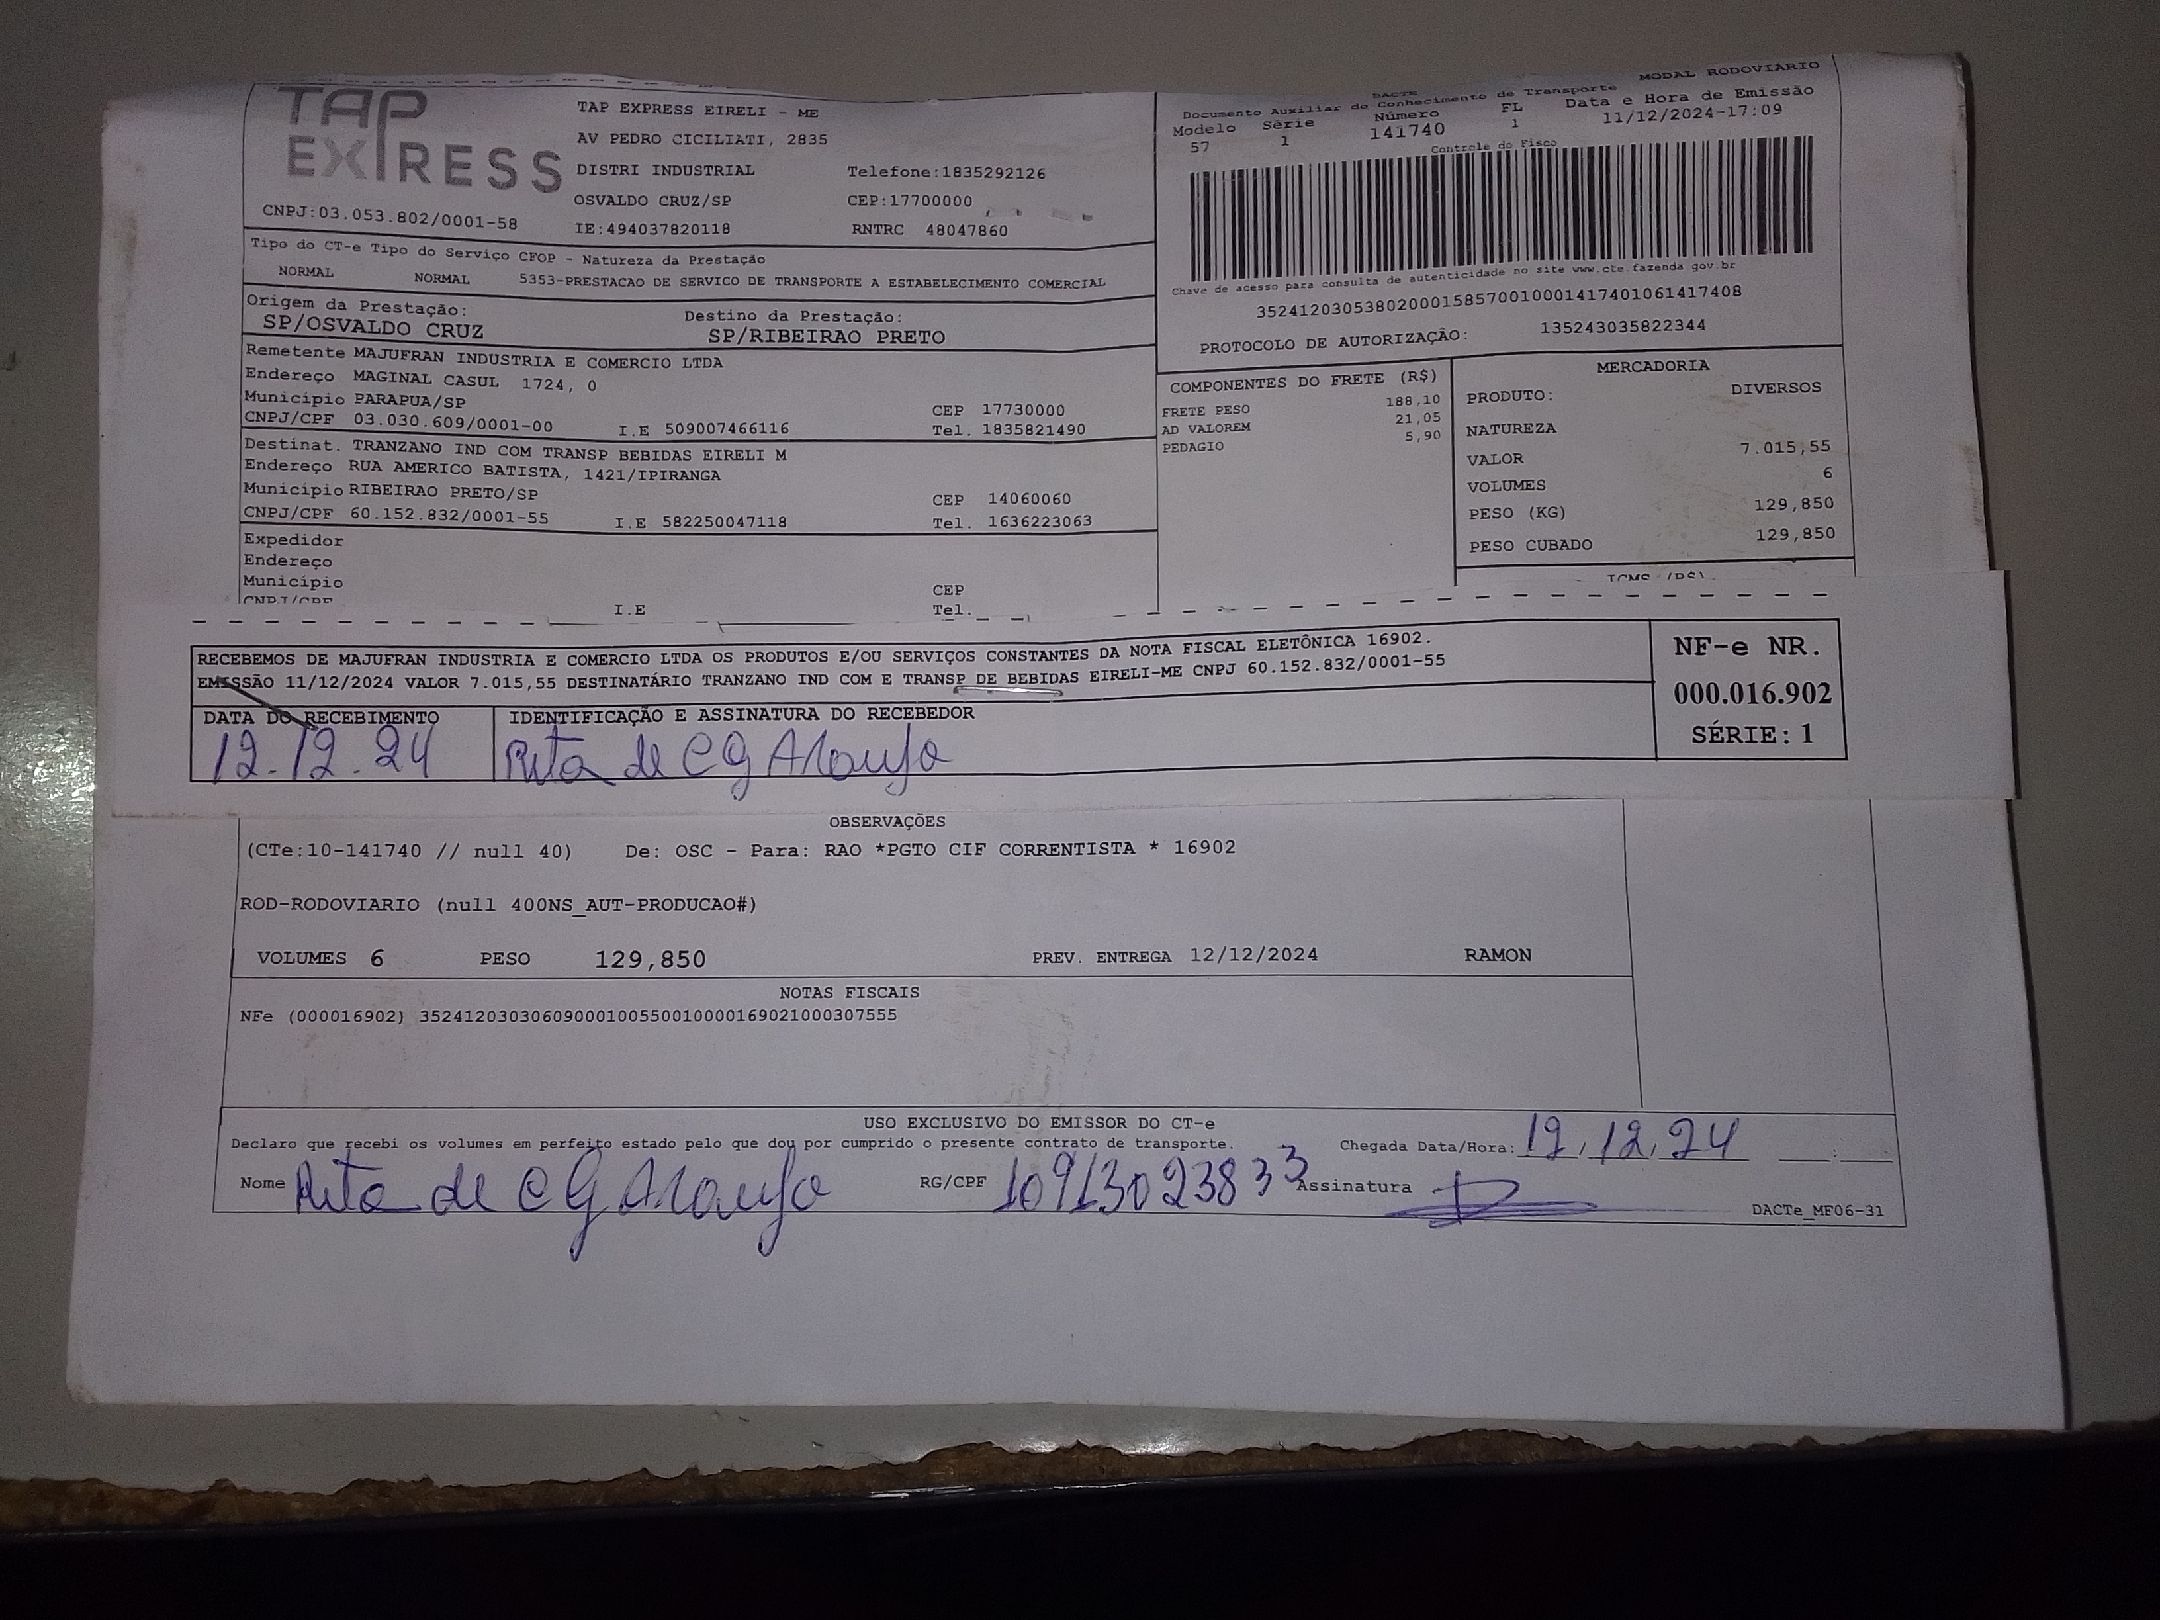 TAP EXPRESS
TAP EXPRESS EIRELI - ME
AV PEDRO CICILIATI, 2835
DISTRI INDUSTRIAL Telefone:1835292126
OSVALDO CRUZ/SP CEP:17700000
CNPJ:03.053.802/0001-58 IE:494037820118 RNTRC 48047860
DACTE MODAL RODOVIARIO
Documento Auxiliar do Conhecimento de Transporte
Modelo Série Número FL Data e Hora de Emissão
57 1 141740 1 11/12/2024-17:09
Controle do Fisco
Chave de acesso para consulta de autenticidade no site www.cte.fazenda gov.br
35241203053802000158570010001417401061417408
PROTOCOLO DE AUTORIZAÇÃO: 135243035822344
Tipo do CT-e Tipo do Serviço CFOP - Natureza da Prestação
NORMAL NORMAL 5353-PRESTACAO DE SERVICO DE TRANSPORTE A ESTABELECIMENTO COMERCIAL
Origem da Prestação: Destino da Prestação:
SP/OSVALDO CRUZ SP/RIBEIRAO PRETO
Remetente MAJUFRAN INDUSTRIA E COMERCIO LTDA
Endereço MAGINAL CASUL 1724, 0
Município PARAPUA/SP CEP 17730000
CNPJ/CPF 03.030.609/0001-00 I.E 509007466116 Tel. 1835821490
Destinat. TRANZANO IND COM TRANSP BEBIDAS EIRELI M
Endereço RUA AMERICO BATISTA, 1421/IPIRANGA
Município RIBEIRAO PRETO/SP CEP 14060060
CNPJ/CPF 60.152.832/0001-55 I.E 582250047118 Tel. 1636223063
Expedidor
Endereço
Município CEP
CNPJ/CPF I.E Tel.
COMPONENTES DO FRETE (R$)
FRETE PESO 188,10
AD VALOREM 21,05
PEDAGIO 5,90
MERCADORIA
PRODUTO: DIVERSOS
NATUREZA
VALOR 7.015,55
VOLUMES 6
PESO (KG) 129,850
PESO CUBADO 129,850
ICMS (R$)
RECEBEMOS DE MAJUFRAN INDUSTRIA E COMERCIO LTDA OS PRODUTOS E/OU SERVIÇOS CONSTANTES DA NOTA FISCAL ELETÔNICA 16902.
EMISSÃO 11/12/2024 VALOR 7.015,55 DESTINATÁRIO TRANZANO IND COM E TRANSP DE BEBIDAS EIRELI-ME CNPJ 60.152.832/0001-55
DATA DO RECEBIMENTO IDENTIFICAÇÃO E ASSINATURA DO RECEBEDOR
12.12.24 Rita de C G Araujo
NF-e NR.
000.016.902
SÉRIE: 1
OBSERVAÇÕES
(CTe:10-141740 // null 40) De: OSC - Para: RAO *PGTO CIF CORRENTISTA * 16902
ROD-RODOVIARIO (null 400NS_AUT-PRODUCAO#)
VOLUMES 6 PESO 129,850 PREV. ENTREGA 12/12/2024 RAMON
NOTAS FISCAIS
NFe (000016902) 35241203030609000100550010000169021000307555
USO EXCLUSIVO DO EMISSOR DO CT-e
Declaro que recebi os volumes em perfeito estado pelo que dou por cumprido o presente contrato de transporte. Chegada Data/Hora: 12/12/24 :
Nome Rita de C G Araujo RG/CPF 10913023833 Assinatura
DACTe_MF06-31